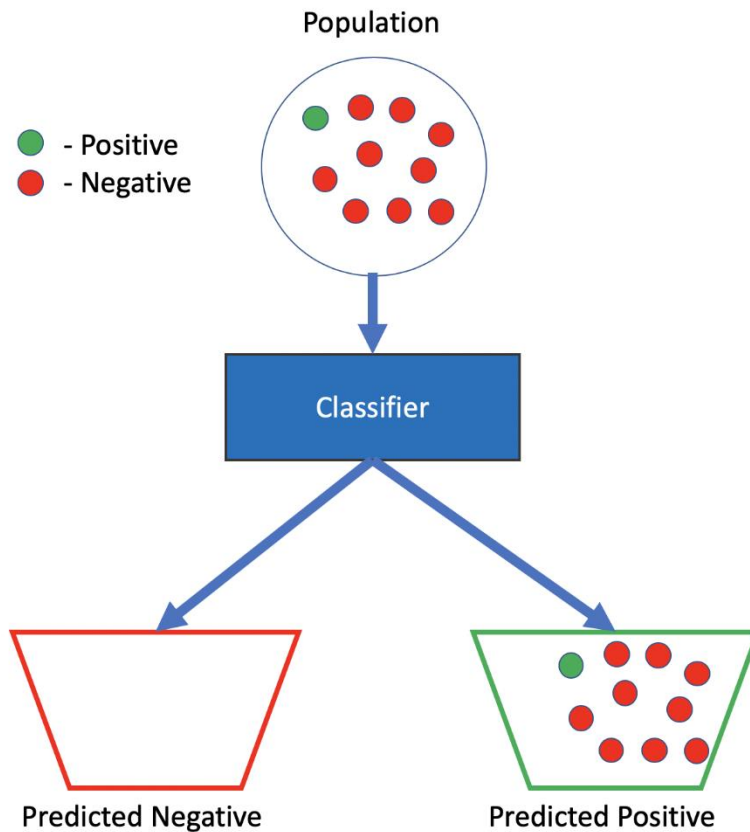 Population
- Positive
- Negative
Classifier
Predicted Negative
Predicted Positive